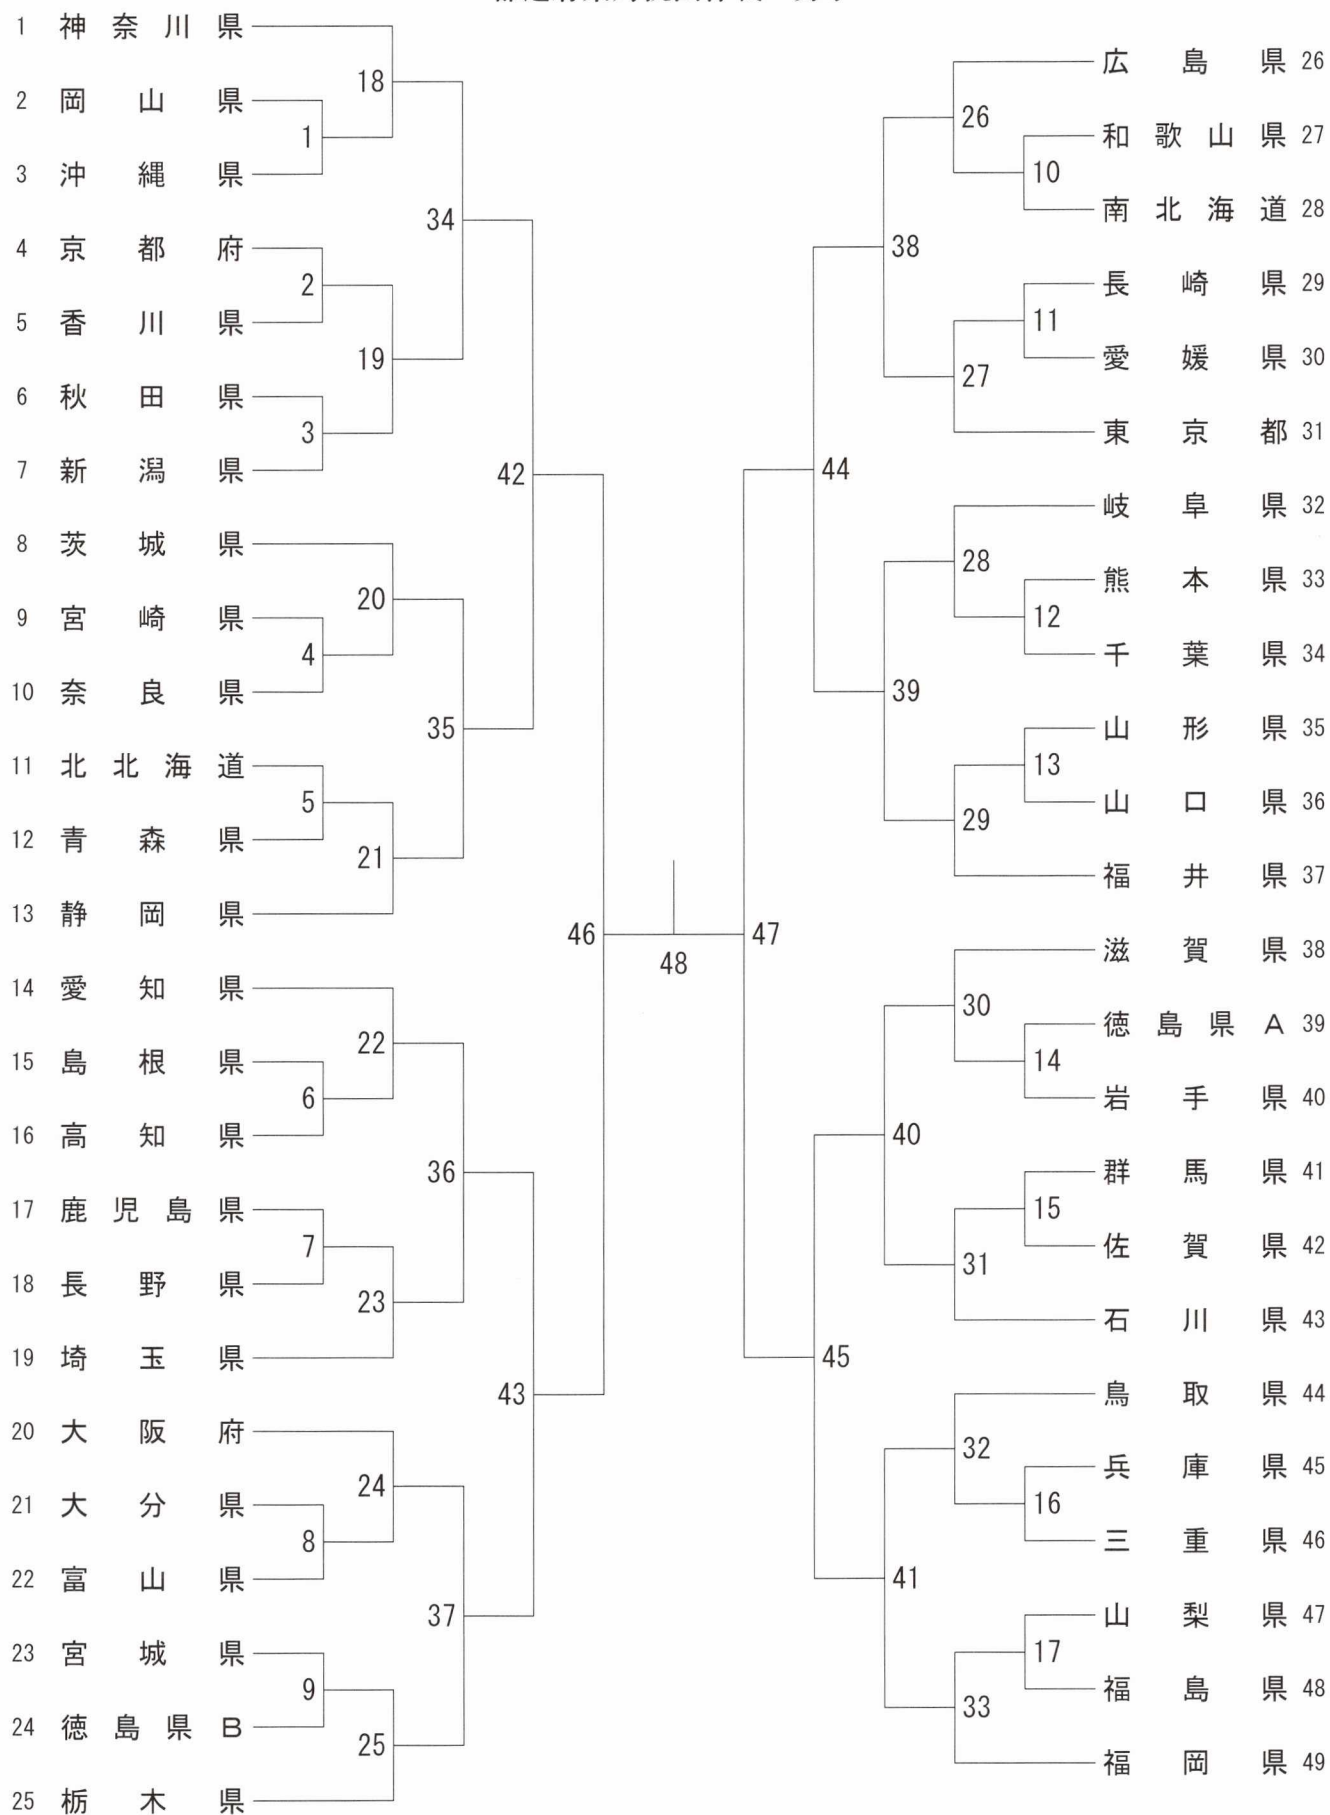 1 神奈川県
2 岡山県
3 沖縄県
4 京都府
5 香川県
6 秋田県
7 新潟県
8 茨城県
9 宮崎県
10 奈良県
11 北北海道
12 青森県
13 静岡県
14 愛知県
15 島根県
16 高知県
17 鹿児島県
18 長野県
19 埼玉県
20 大阪府
21 大分県
22 富山県
23 宮城県
24 徳島県B
25 栃木県
1
2
3
4
5
6
7
8
9
18
19
20
21
22
23
24
25
34
35
36
37
42
43
46
48
47
44
45
38
39
40
41
26
27
28
29
30
31
32
33
10
11
12
13
14
15
16
17
広島県 26
和歌山県 27
南北海道 28
長崎県 29
愛媛県 30
東京都 31
岐阜県 32
熊本県 33
千葉県 34
山形県 35
山口県 36
福井県 37
滋賀県 38
徳島県A 39
岩手県 40
群馬県 41
佐賀県 42
石川県 43
鳥取県 44
兵庫県 45
三重県 46
山梨県 47
福島県 48
福岡県 49